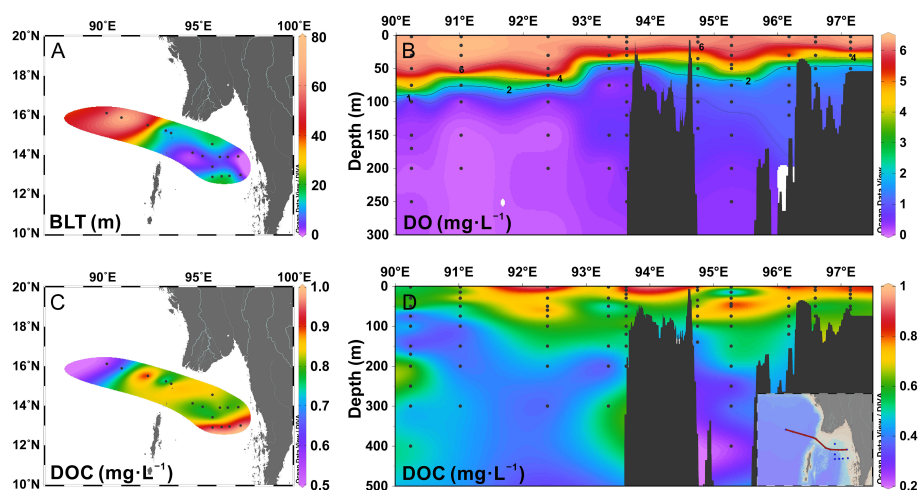 90°E 95°E 100°E
20°N
18°N
16°N
14°N
12°N
10°N
A
BLT (m)
80
60
40
20
0
Ocean Data View / DIVA
90°E 91°E 92°E 93°E 94°E 95°E 96°E 97°E
0
50
100
150
200
250
300
Depth (m)
B
6
4
2
1
6
2
4
DO (mg·L⁻¹)
6
5
4
3
2
1
0
Ocean Data View
90°E 95°E 100°E
20°N
18°N
16°N
14°N
12°N
10°N
C
DOC (mg·L⁻¹)
1.0
0.9
0.8
0.7
0.6
0.5
Ocean Data View / DIVA
90°E 91°E 92°E 93°E 94°E 95°E 96°E 97°E
0
100
200
300
400
500
Depth (m)
D
DOC (mg·L⁻¹)
1
0.8
0.6
0.4
0.2